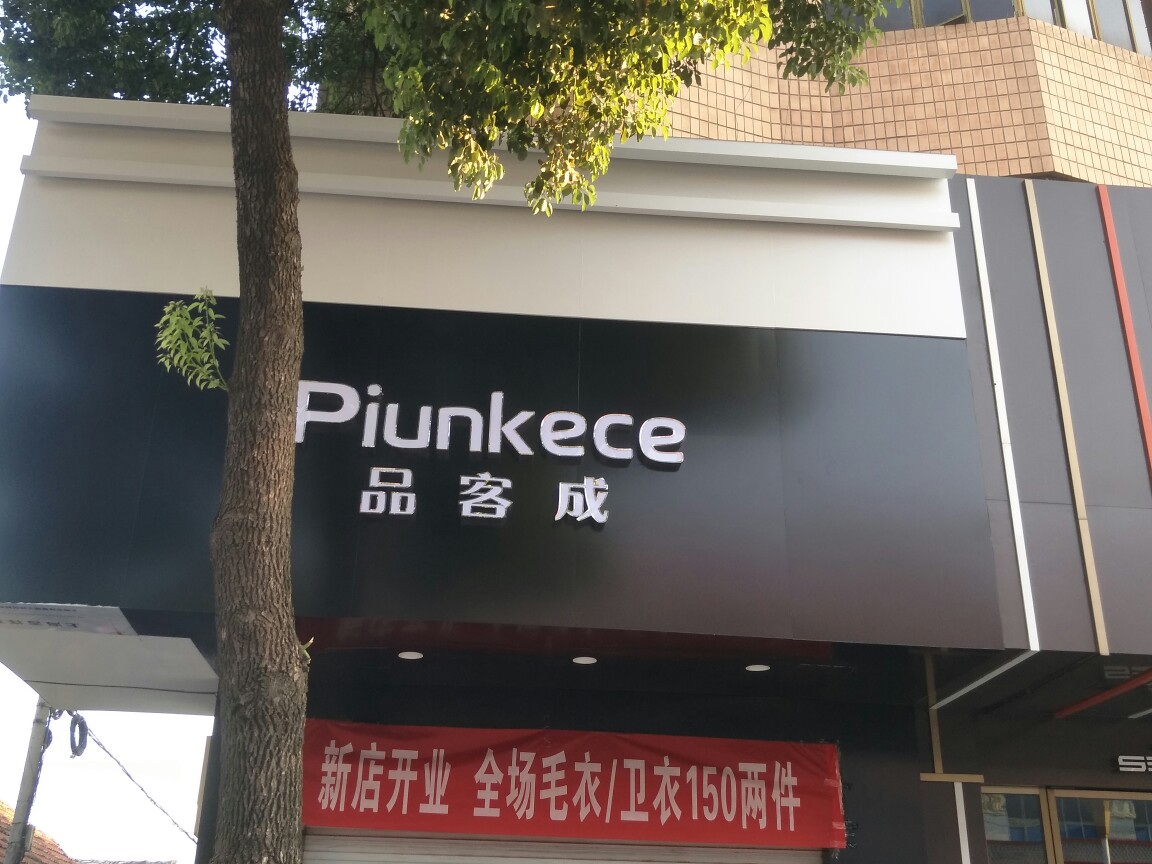 Piunkece
品客成
新店开业 全场毛衣/卫衣150两件